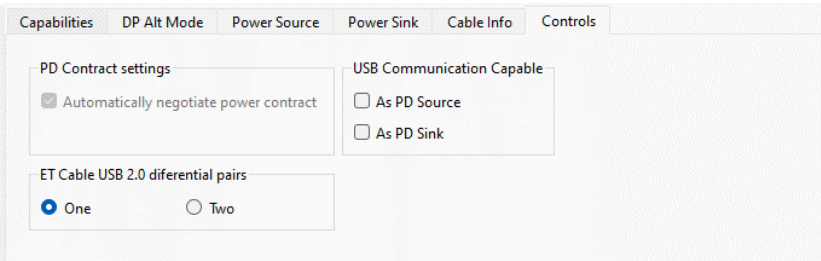 Capabilities DP Alt Mode Power Source Power Sink Cable Info Controls
PD Contract settings
Automatically negotiate power contract
USB Communication Capable
As PD Source
As PD Sink
ET Cable USB 2.0 diferential pairs
One Two